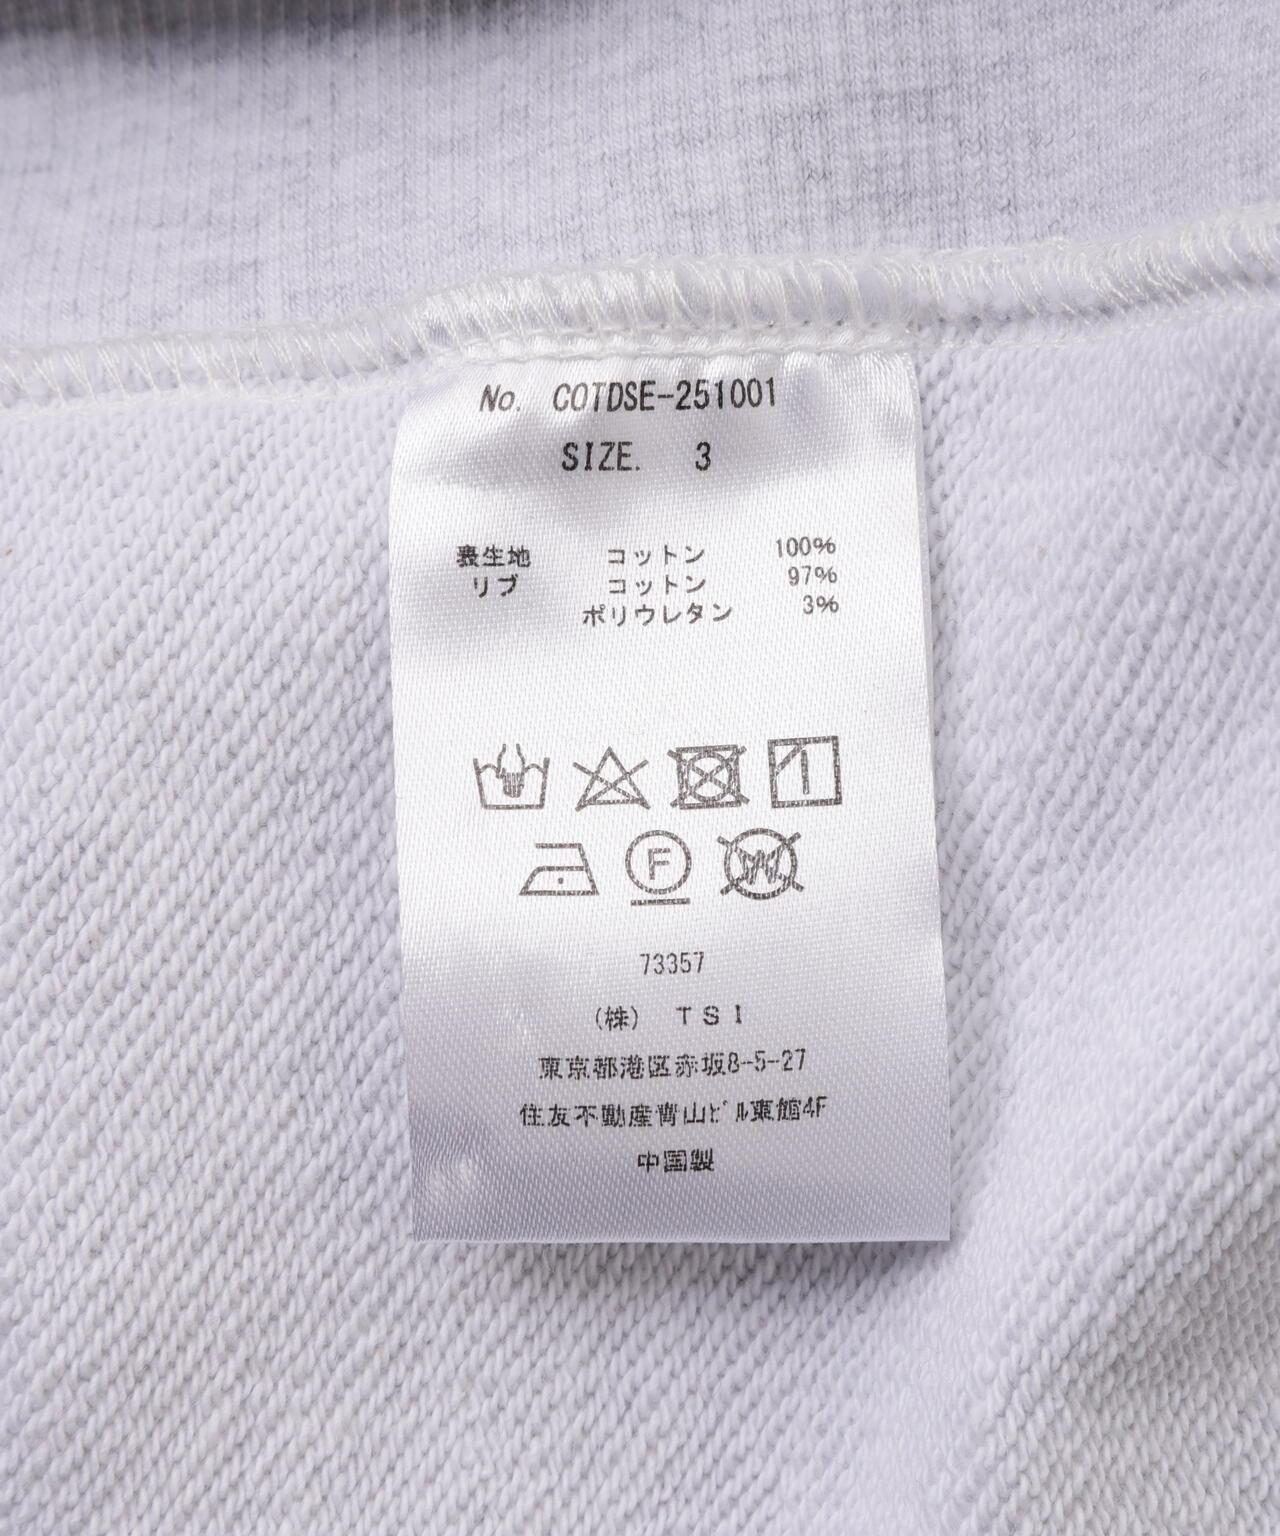 No. COTDSE-251001
SIZE. 3
表生地 コットン 100%
リブ コットン 97%
ポリウレタン 3%
F
W
73357
(株) TSI
東京都港区赤坂8-5-27
住友不動産青山ビル東館4F
中国製